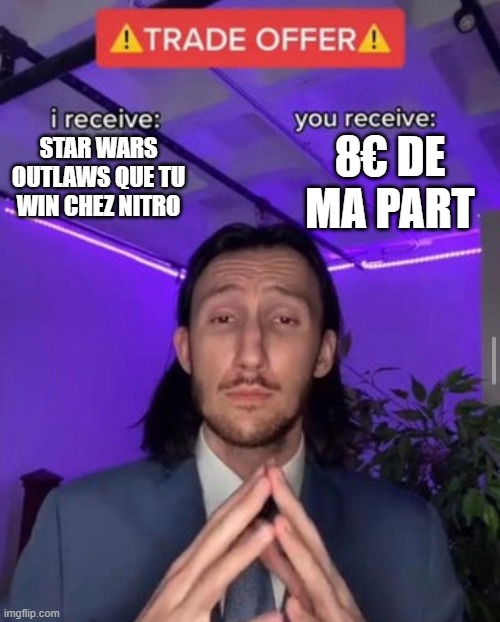 ⚠TRADE OFFER⚠
i receive:
you receive:
STAR WARS
OUTLAWS QUE TU
WIN CHEZ NITRO
8€ DE
MA PART
imgflip.com